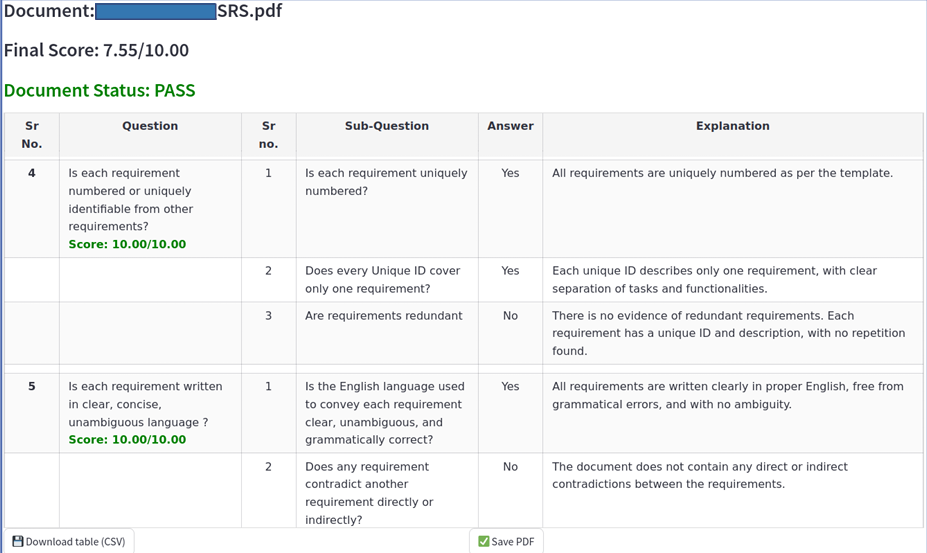 Document: SRS.pdf
Final Score: 7.55/10.00
Document Status: PASS
Sr No. Question Sr no. Sub-Question Answer Explanation
4 Is each requirement numbered or uniquely identifiable from other requirements? Score: 10.00/10.00 1 Is each requirement uniquely numbered? Yes All requirements are uniquely numbered as per the template.
2 Does every Unique ID cover only one requirement? Yes Each unique ID describes only one requirement, with clear separation of tasks and functionalities.
3 Are requirements redundant No There is no evidence of redundant requirements. Each requirement has a unique ID and description, with no repetition found.
5 Is each requirement written in clear, concise, unambiguous language ? Score: 10.00/10.00 1 Is the English language used to convey each requirement clear, unambiguous, and grammatically correct? Yes All requirements are written clearly in proper English, free from grammatical errors, and with no ambiguity.
2 Does any requirement contradict another requirement directly or indirectly? No The document does not contain any direct or indirect contradictions between the requirements.
Download table (CSV) Save PDF